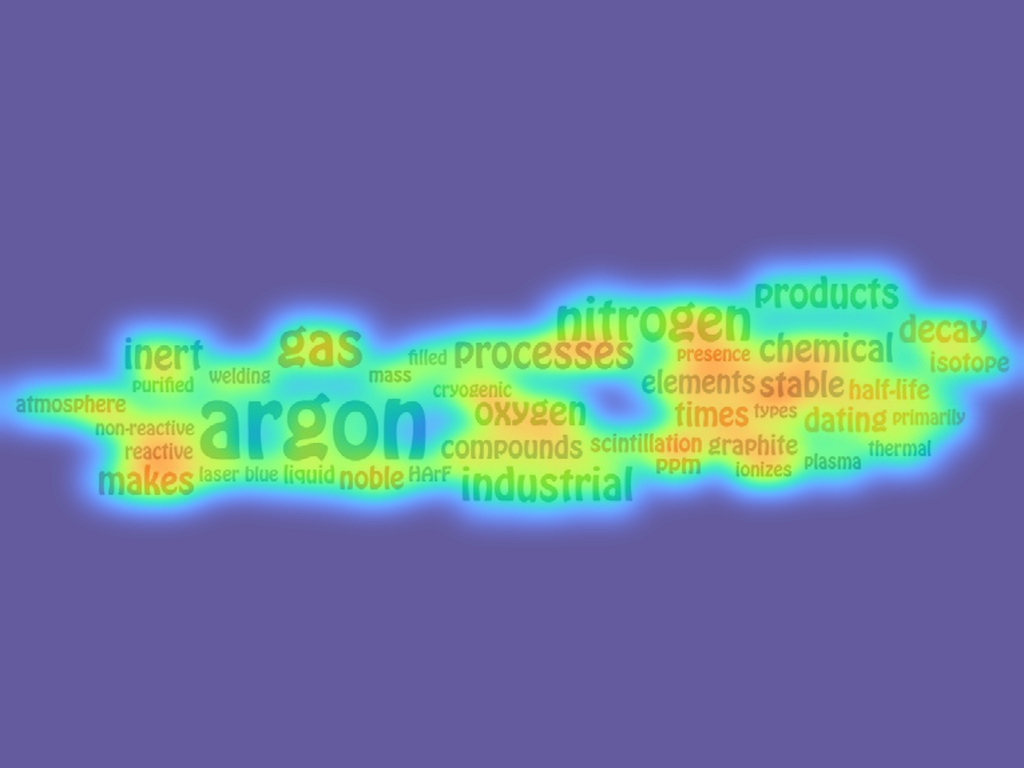 products
nitrogen
decay
gas
inert
filled
processes
presence
chemical
isotope
purified
welding
mass
cryogenic
elements
stable
half-life
atmosphere
argon
oxygen
times
types
dating
primarily
non-reactive
reactive
compounds
scintillation
graphite
thermal
makes
laser
blue
liquid
noble
HArF
industrial
ppm
ionizes
plasma